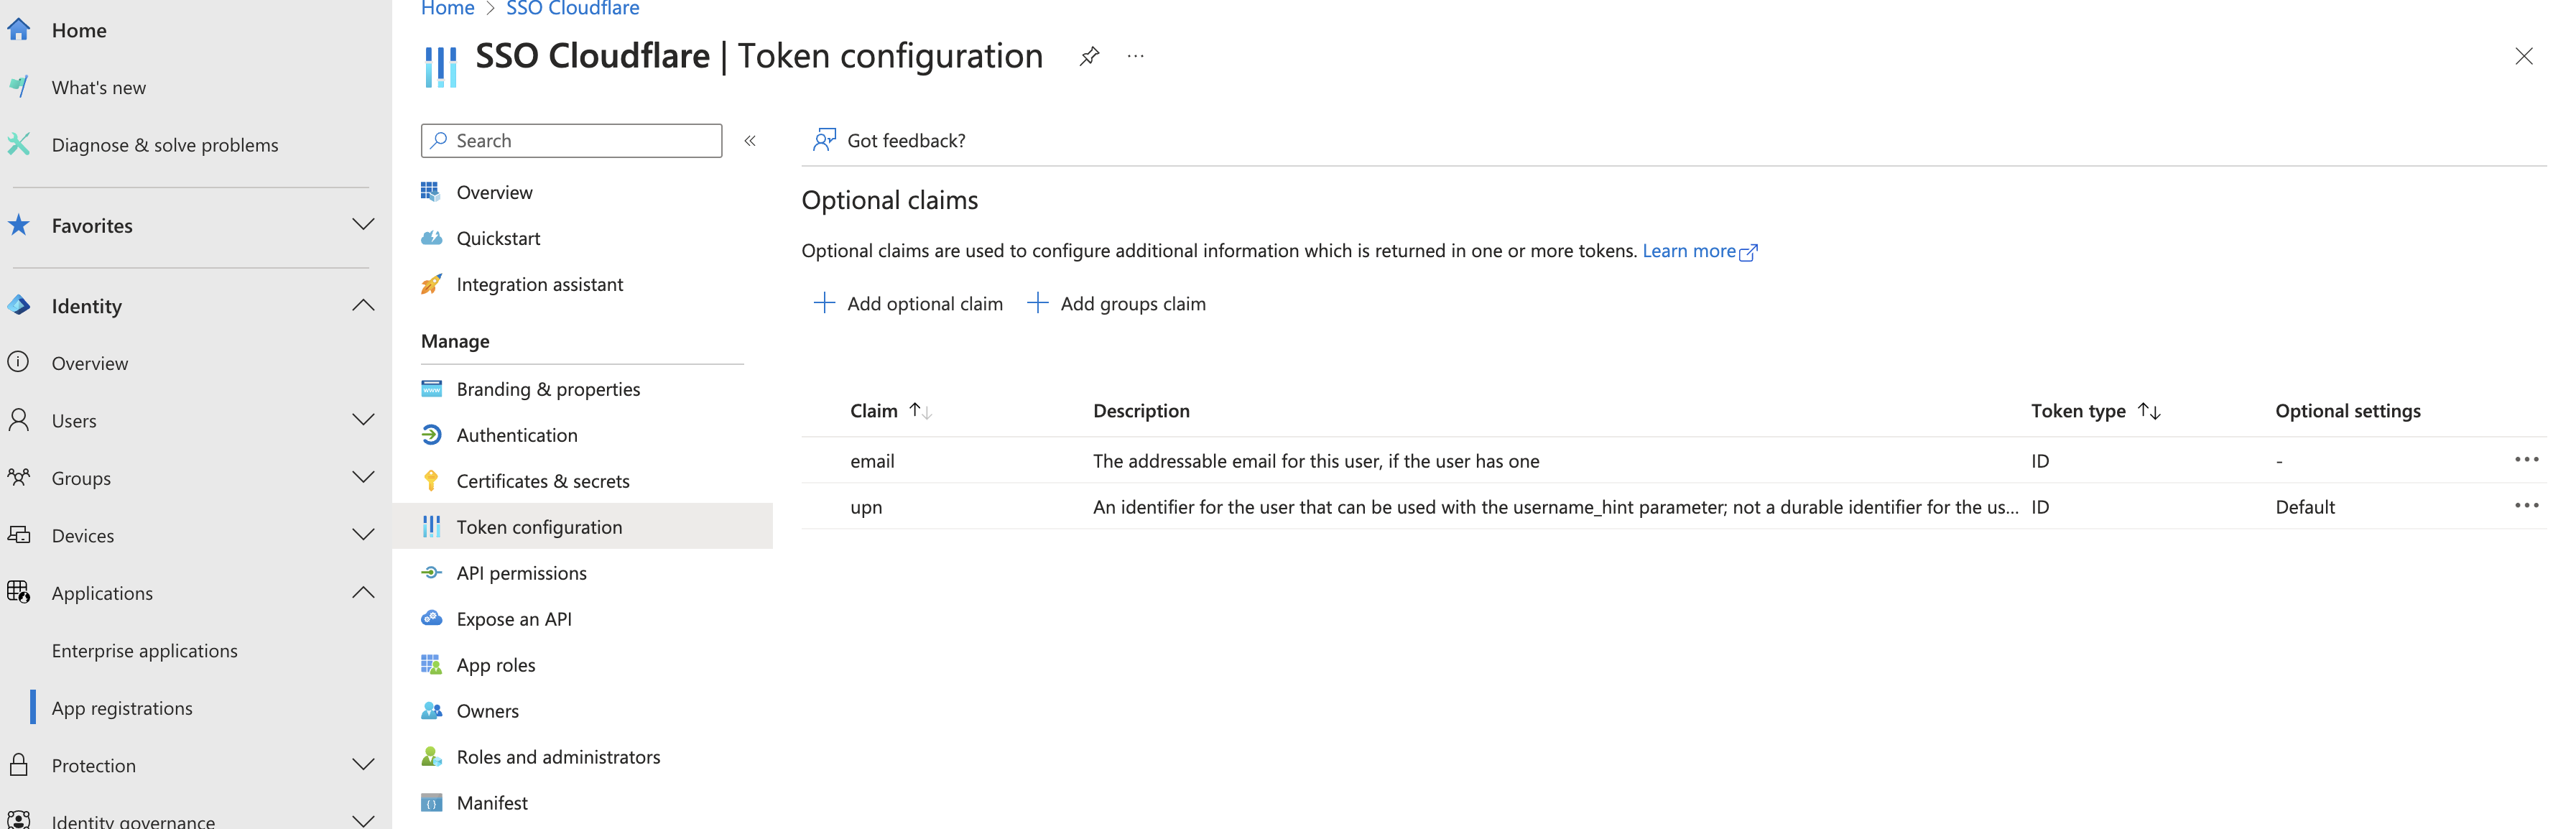 Home
What's new
Diagnose & solve problems
Favorites
Identity
Overview
Users
Groups
Devices
Applications
Enterprise applications
App registrations
Protection
Identity governance
Home > SSO Cloudflare
SSO Cloudflare | Token configuration
Search
Overview
Quickstart
Integration assistant
Manage
Branding & properties
Authentication
Certificates & secrets
Token configuration
API permissions
Expose an API
App roles
Owners
Roles and administrators
Manifest
Got feedback?
Optional claims
Optional claims are used to configure additional information which is returned in one or more tokens. Learn more
Add optional claim Add groups claim
Claim Description Token type Optional settings
email The addressable email for this user, if the user has one ID -
upn An identifier for the user that can be used with the username_hint parameter; not a durable identifier for the us... ID Default